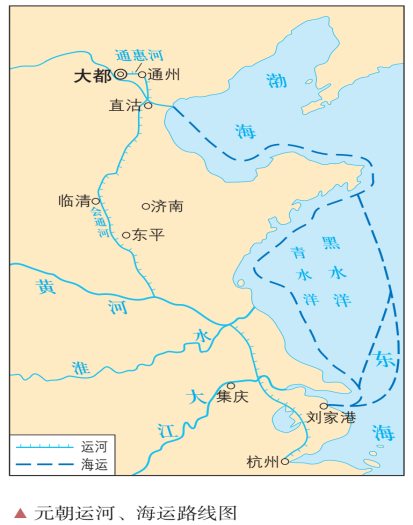 通惠河
大都
通州
渤
海
直沽
临清
会通河
济南
东平
青水洋
黑水洋
黄河
淮水
东海
大江
集庆
刘家港
杭州
运河
海运
▲ 元朝运河、海运路线图